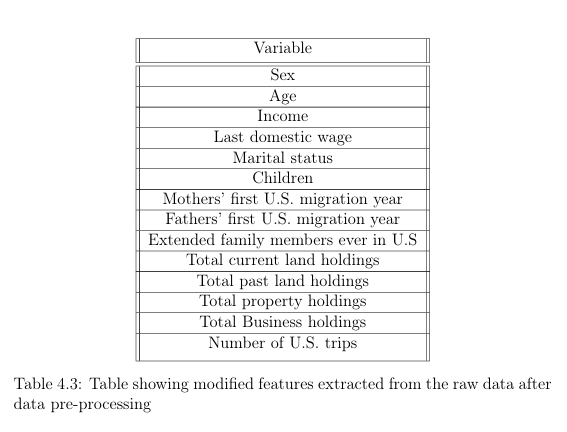 Variable
Sex
Age
Income
Last domestic wage
Marital status
Children
Mothers' first U.S. migration year
Fathers' first U.S. migration year
Extended family members ever in U.S
Total current land holdings
Total past land holdings
Total property holdings
Total Business holdings
Number of U.S. trips
Table 4.3: Table showing modified features extracted from the raw data after
data pre-processing